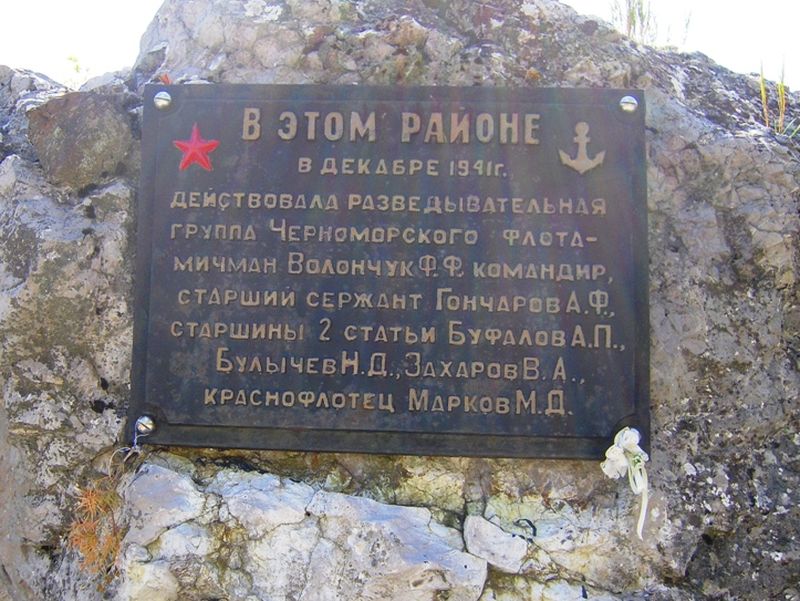 В ЭТОМ РАЙОНЕ
В ДЕКАБРЕ 1941г.
ДЕЙСТВОВАЛА РАЗВЕДЫВАТЕЛЬНАЯ
ГРУППА ЧЕРНОМОРСКОГО ФЛОТА-
МИЧМАН ВОЛОНЧУК Ф.Ф. КОМАНДИР,
СТАРШИЙ СЕРЖАНТ ГОНЧАРОВ А.Ф.,
СТАРШИНЫ 2 СТАТЬИ БУФАЛОВ А.П.,
БУЛЫЧЕВ Н.Д., ЗАХАРОВ В.А.,
КРАСНОФЛОТЕЦ МАРКОВ М.Д.